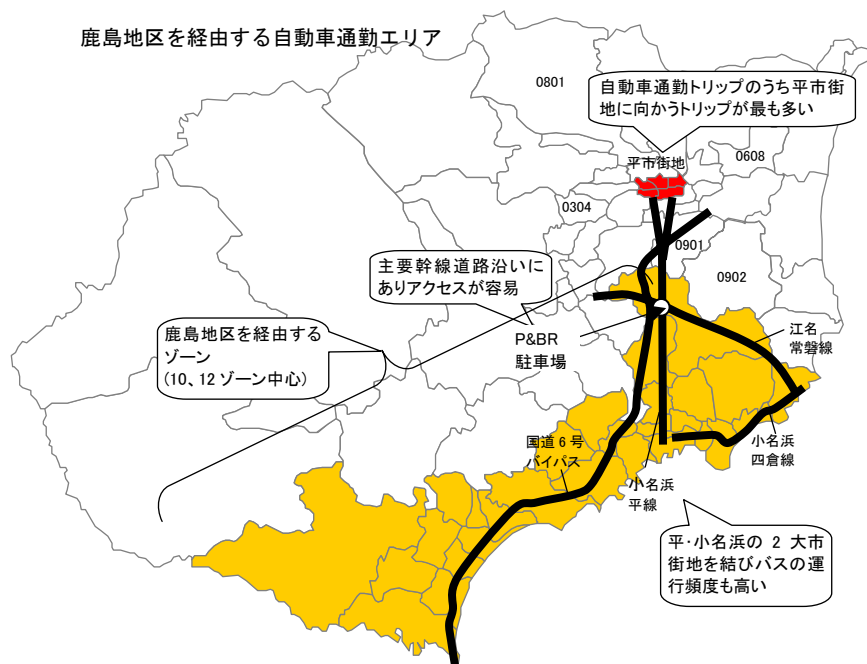 鹿島地区を経由する自動車通勤エリア
0801
自動車通勤トリップのうち平市街
地に向かうトリップが最も多い
0608
平市街地
0304
0901
0902
主要幹線道路沿いに
ありアクセスが容易
鹿島地区を経由する
ゾーン
(10、12 ゾーン中心)
P&BR
駐車場
江名
常磐線
国道 6 号
バイパス
小名浜
四倉線
小名浜
平線
平・小名浜の 2 大市
街地を結びバスの運
行頻度も高い